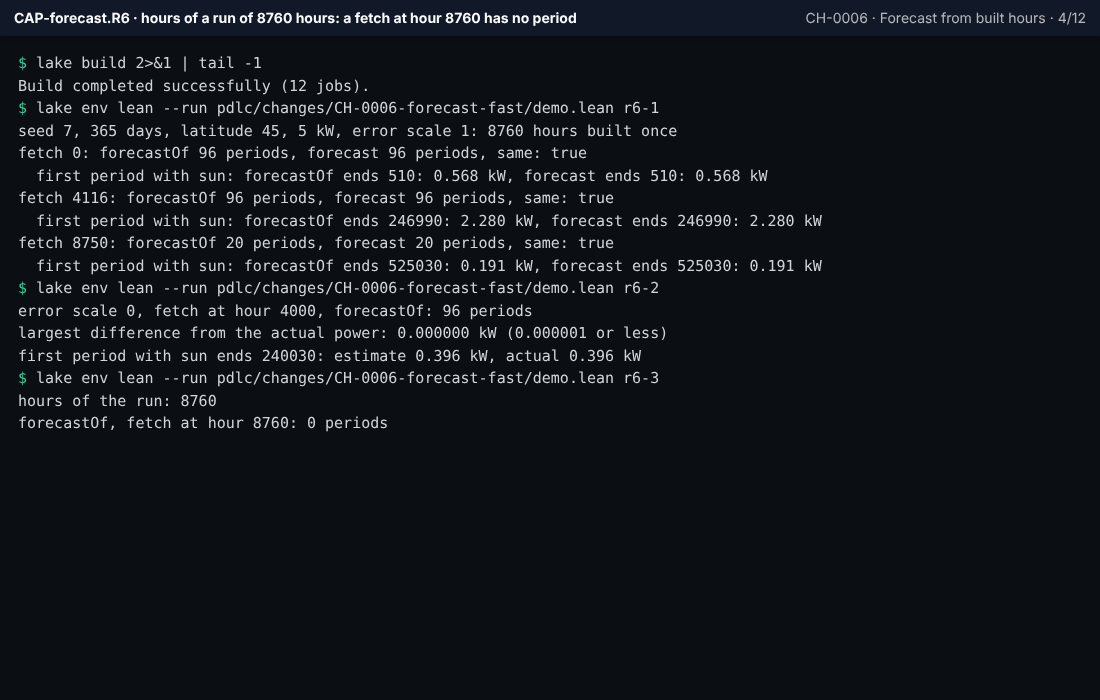 CAP-forecast.R6 · hours of a run of 8760 hours: a fetch at hour 8760 has no period
CH-0006 · Forecast from built hours · 4/12
$ lake build 2>&1 | tail -1
Build completed successfully (12 jobs).
$ lake env lean --run pdlc/changes/CH-0006-forecast-fast/demo.lean r6-1
seed 7, 365 days, latitude 45, 5 kW, error scale 1: 8760 hours built once
fetch 0: forecastOf 96 periods, forecast 96 periods, same: true
  first period with sun: forecastOf ends 510: 0.568 kW, forecast ends 510: 0.568 kW
fetch 4116: forecastOf 96 periods, forecast 96 periods, same: true
  first period with sun: forecastOf ends 246990: 2.280 kW, forecast ends 246990: 2.280 kW
fetch 8750: forecastOf 20 periods, forecast 20 periods, same: true
  first period with sun: forecastOf ends 525030: 0.191 kW, forecast ends 525030: 0.191 kW
$ lake env lean --run pdlc/changes/CH-0006-forecast-fast/demo.lean r6-2
error scale 0, fetch at hour 4000, forecastOf: 96 periods
largest difference from the actual power: 0.000000 kW (0.000001 or less)
first period with sun ends 240030: estimate 0.396 kW, actual 0.396 kW
$ lake env lean --run pdlc/changes/CH-0006-forecast-fast/demo.lean r6-3
hours of the run: 8760
forecastOf, fetch at hour 8760: 0 periods